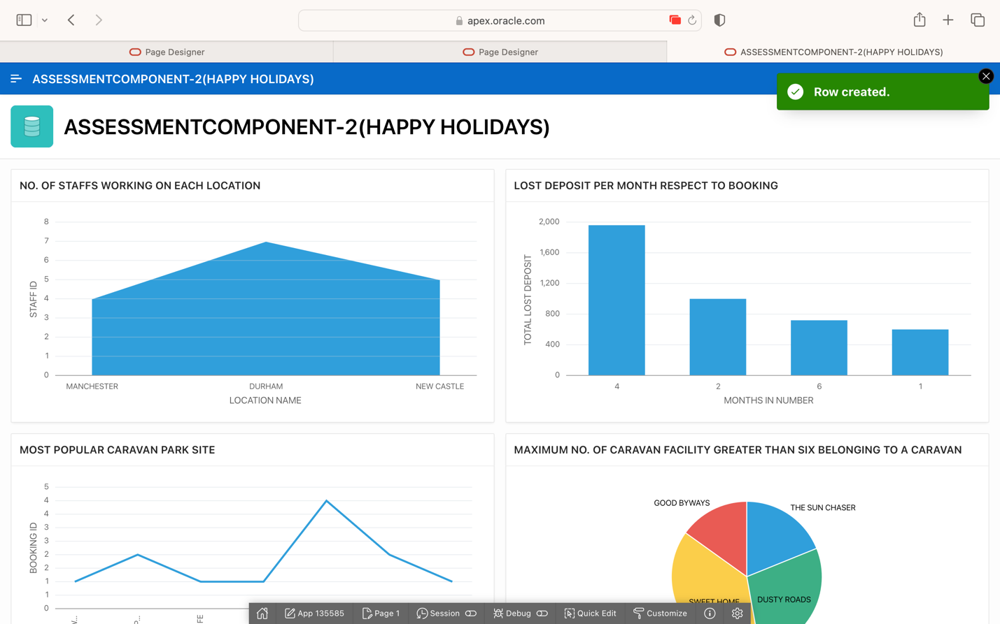 apex.oracle.com
Page Designer
Page Designer
ASSESSMENTCOMPONENT-2(HAPPY HOLIDAYS)
ASSESSMENTCOMPONENT-2(HAPPY HOLIDAYS)
Row created.
ASSESSMENTCOMPONENT-2(HAPPY HOLIDAYS)
NO. OF STAFFS WORKING ON EACH LOCATION
8
7
6
5
4
3
2
1
0
STAFF ID
MANCHESTER
DURHAM
NEW CASTLE
LOCATION NAME
LOST DEPOSIT PER MONTH RESPECT TO BOOKING
2,000
1,600
1,200
800
400
0
TOTAL LOST DEPOSIT
4
2
6
1
MONTHS IN NUMBER
MOST POPULAR CARAVAN PARK SITE
5
4
4
3
3
2
2
1
1
0
BOOKING ID
MAXIMUM NO. OF CARAVAN FACILITY GREATER THAN SIX BELONGING TO A CARAVAN
GOOD BYWAYS
THE SUN CHASER
SWEET HOME
DUSTY ROADS
App 135585
Page 1
Session
Debug
Quick Edit
Customize